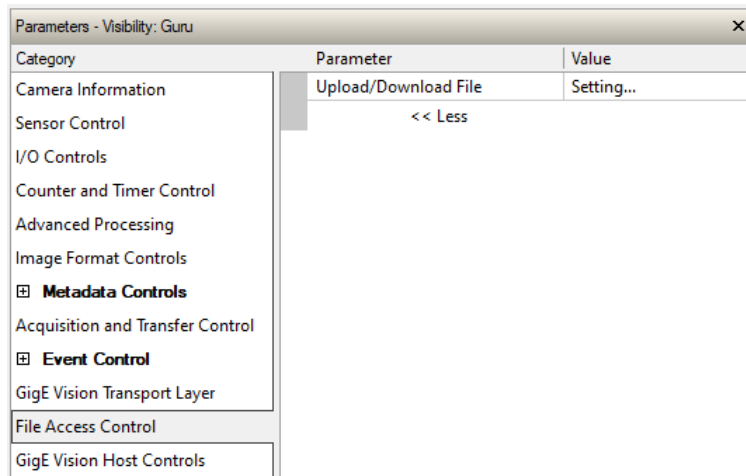 Parameters - Visibility: Guru
Category
Parameter
Value
Camera Information
Upload/Download File
Setting...
Sensor Control
<< Less
I/O Controls
Counter and Timer Control
Advanced Processing
Image Format Controls
Metadata Controls
Acquisition and Transfer Control
Event Control
GigE Vision Transport Layer
File Access Control
GigE Vision Host Controls